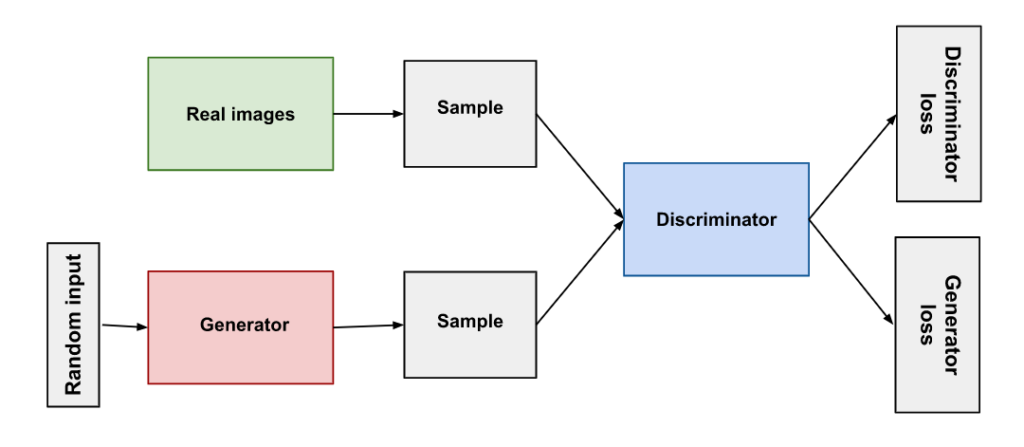 Real images
Sample
Discriminator
loss
Discriminator
Random input
Generator
Sample
Generator
loss